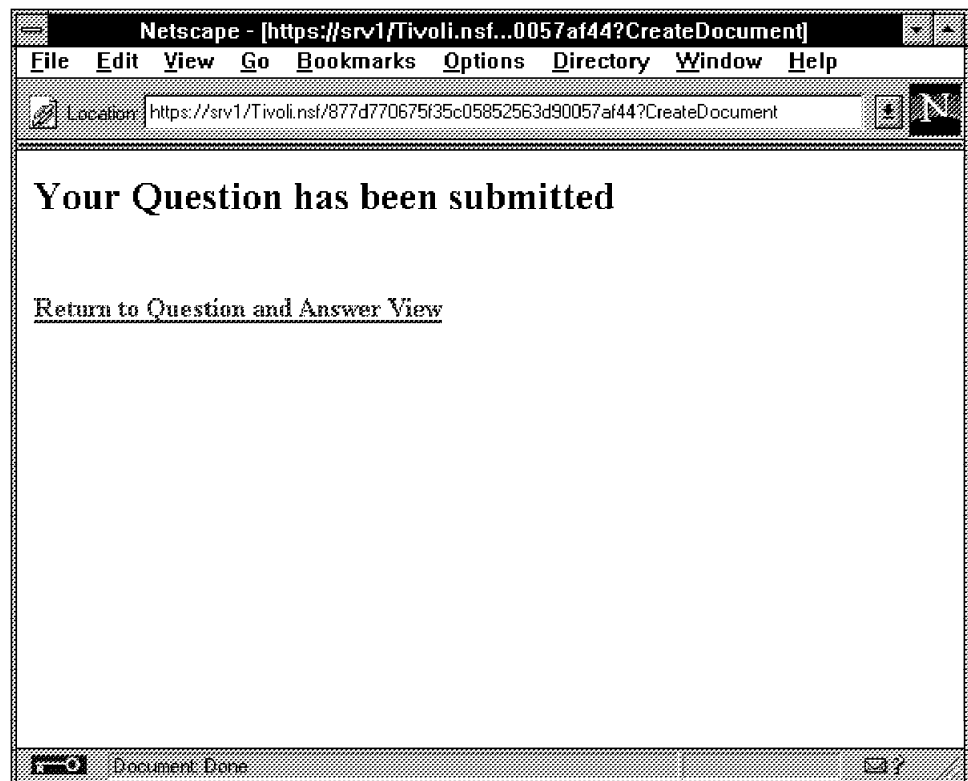 Netscape - [https://srv1/Tivoli.nsf...0057af44?CreateDocument]
File Edit View Go Bookmarks Options Directory Window Help
Location: https://srv1/Tivoli.nsf/877d770675f35c05852563d90057af44?CreateDocument
N
Your Question has been submitted
Return to Question and Answer View
Document: Done
?